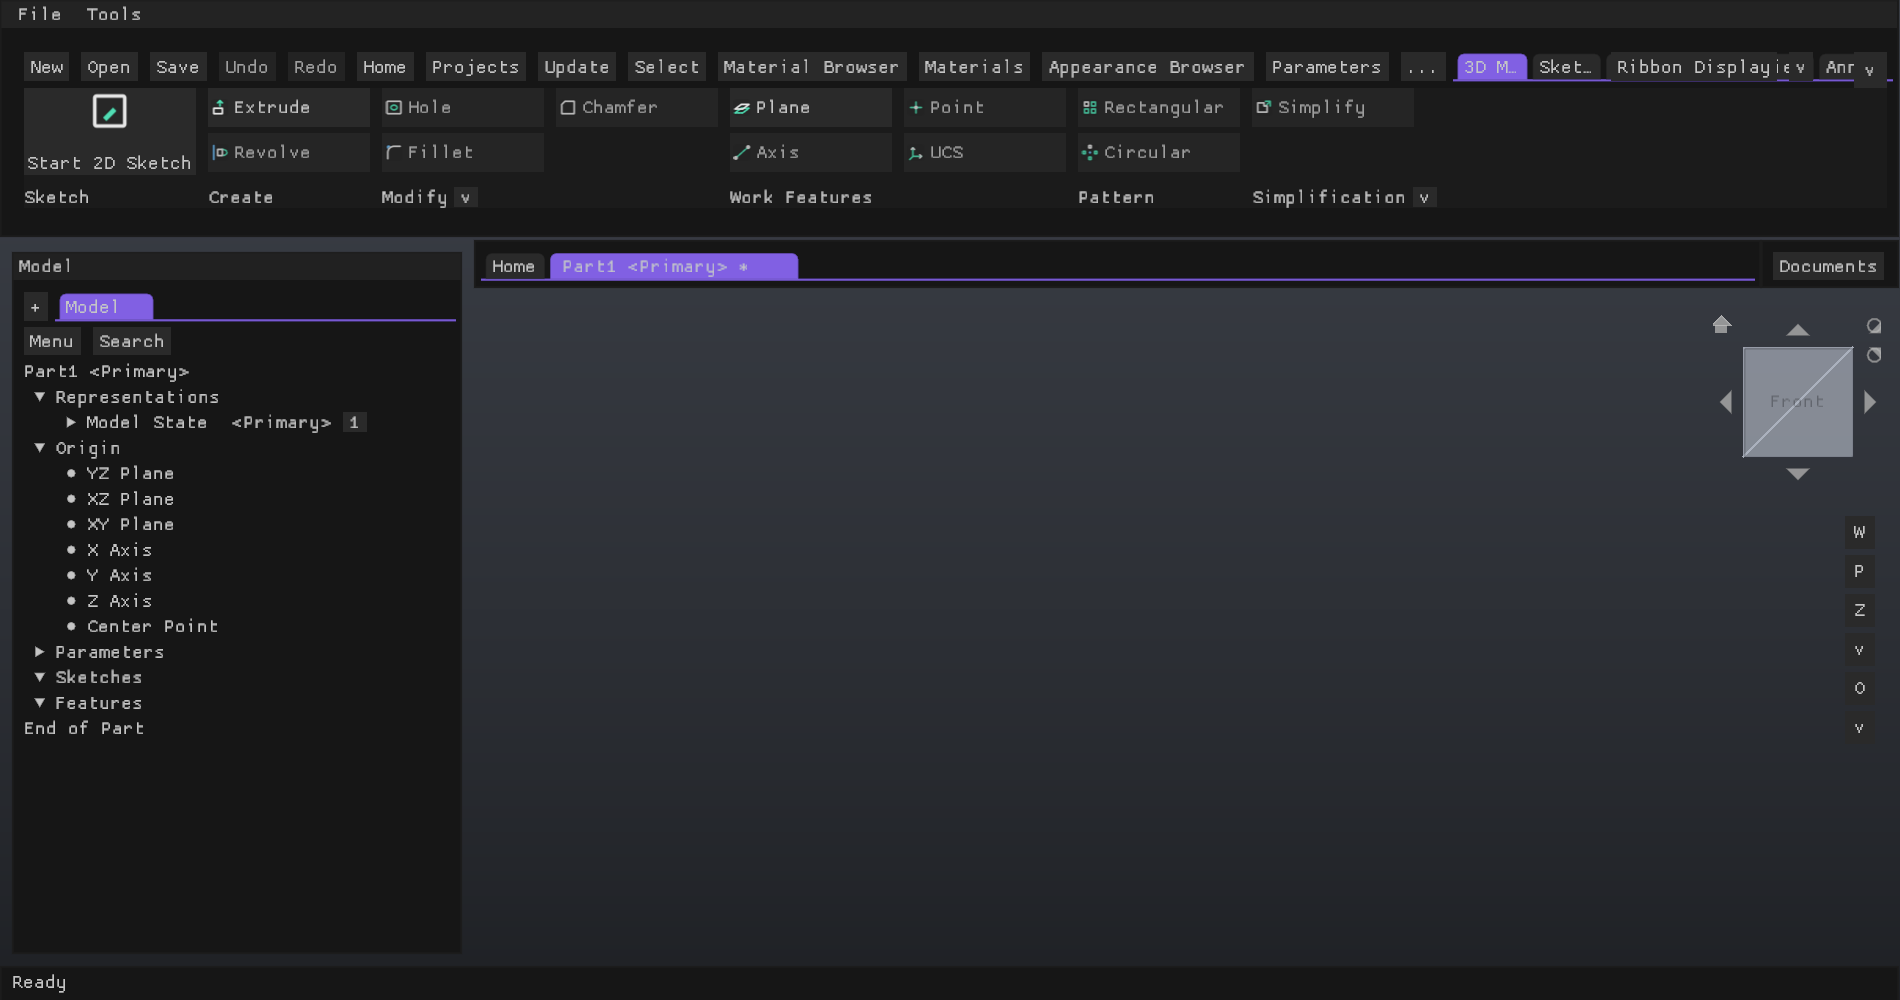 File Tools
New Open Save Undo Redo Home Projects Update Select Material Browser Materials Appearance Browser Parameters ... 3D M… Sket… Ribbon Displayie v Anr v
Extrude Hole Chamfer Plane Point Rectangular Simplify
Start 2D Sketch Revolve Fillet Axis UCS Circular
Sketch Create Modify v Work Features Pattern Simplification v
Model
Home Part1 <Primary> * Documents
+ Model
Menu Search
Part1 <Primary>
Representations
Model State <Primary> 1
Origin
YZ Plane
XZ Plane
XY Plane
X Axis
Y Axis
Z Axis
Center Point
Parameters
Sketches
Features
End of Part
Front
W
P
Z
v
O
v
Ready